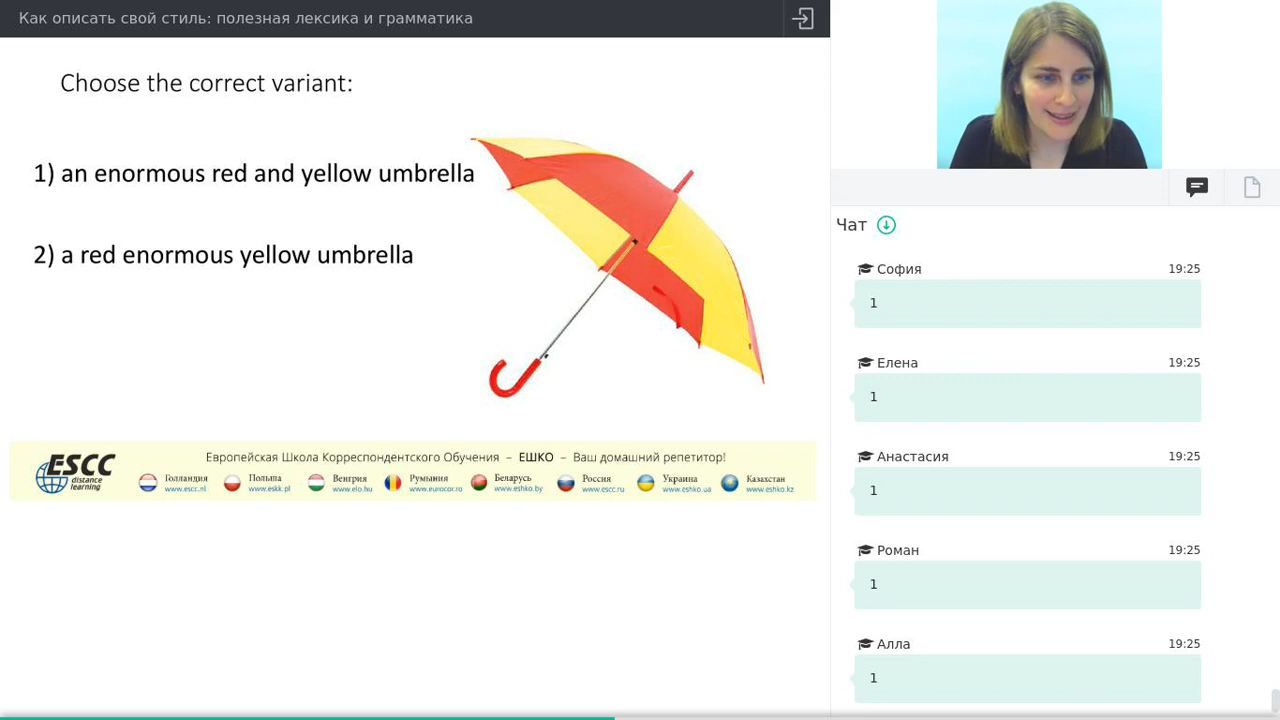 Как описать свой стиль: полезная лексика и грамматика
Choose the correct variant:
1) an enormous red and yellow umbrella
2) a red enormous yellow umbrella
ESCC
distance
learning
Европейская Школа Корреспондентского Обучения – ЕШКО – Ваш домашний репетитор!
Голландия
www.escc.nl
Польша
www.eskk.pl
Венгрия
www.elo.hu
Румыния
www.eurocor.ro
Беларусь
www.eshko.by
Россия
www.escc.ru
Украина
www.eshko.ua
Казахстан
www.eshko.kz
Чат
София 19:25
1
Елена 19:25
1
Анастасия 19:25
1
Роман 19:25
1
Алла 19:25
1